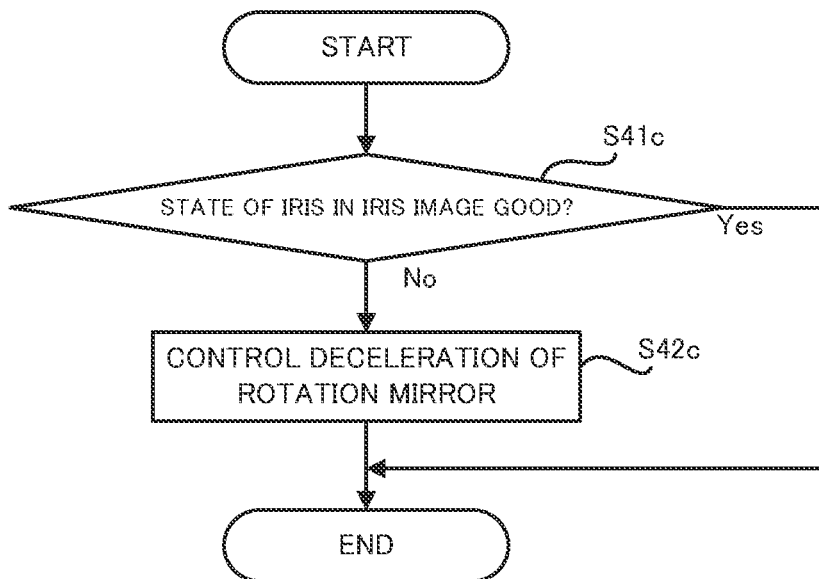 START
S41c
STATE OF IRIS IN IRIS IMAGE GOOD?
Yes
No
CONTROL DECELERATION OF
ROTATION MIRROR
S42c
END